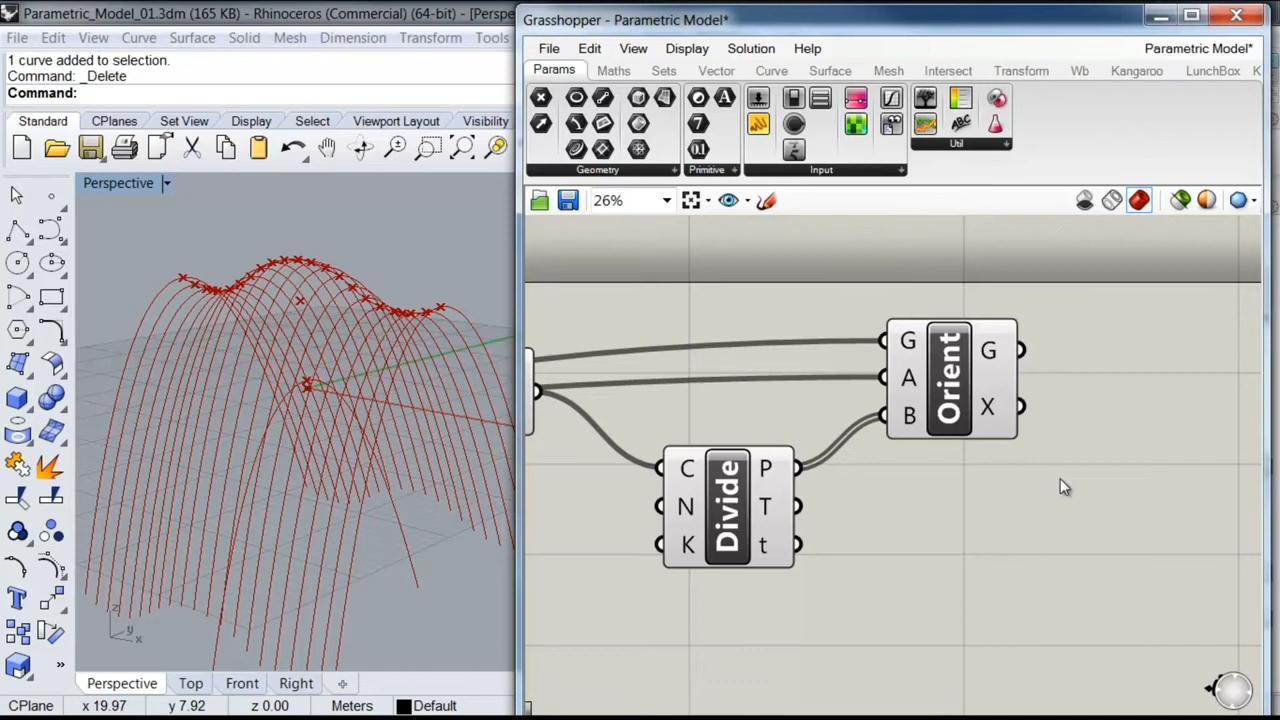 Parametric_Model_01.3dm (165 KB) - Rhinoceros (Commercial) (64-bit) - [Perspe
File Edit View Curve Surface Solid Mesh Dimension Transform Tools
1 curve added to selection.
Command: _Delete
Command:
Standard CPlanes Set View Display Select Viewport Layout Visibility
Perspective
z
y
x
Perspective Top Front Right
CPlane x 19.97 y 7.92 z 0.00 Meters Default
Grasshopper - Parametric Model*
File Edit View Display Solution Help Parametric Model*
Params Maths Sets Vector Curve Surface Mesh Intersect Transform Wb Kangaroo LunchBox K
Geometry Primitive Input Util
26%
G A B Orient G X
C N K Divide P T t